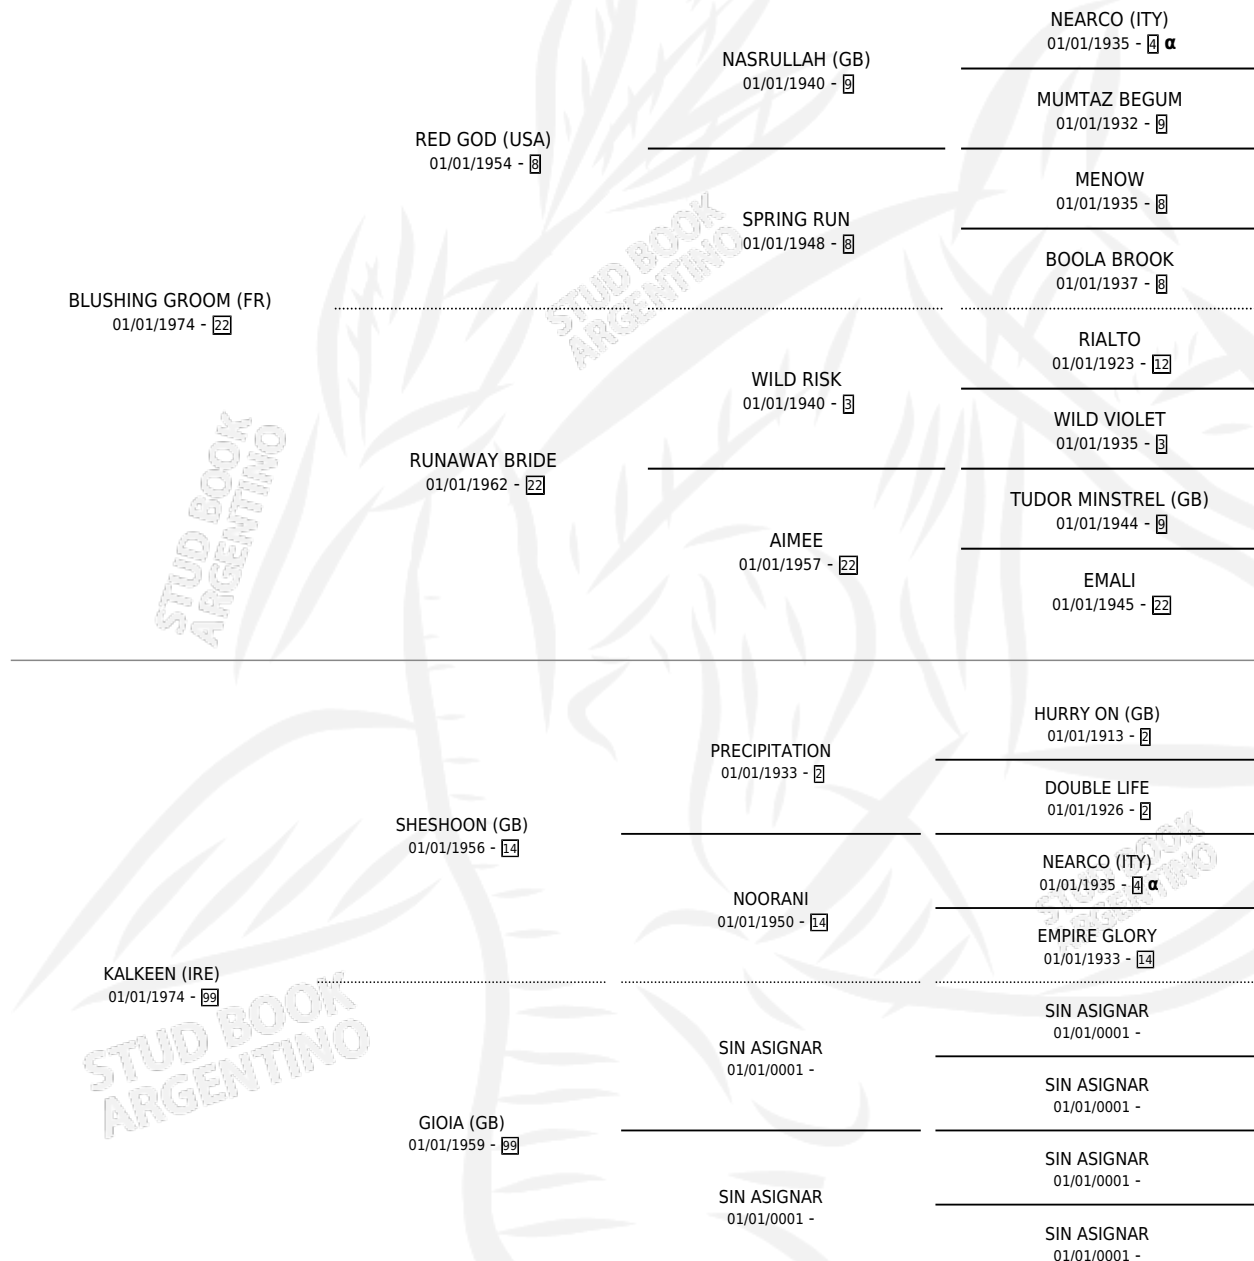 NEARCO (ITY)
01/01/1935 - 4 α
NASRULLAH (GB)
01/01/1940 - 9
MUMTAZ BEGUM
01/01/1932 - 9
RED GOD (USA)
01/01/1954 - 8
MENOW
01/01/1935 - 8
SPRING RUN
01/01/1948 - 8
BOOLA BROOK
01/01/1937 - 8
BLUSHING GROOM (FR)
01/01/1974 - 22
RIALTO
01/01/1923 - 12
WILD RISK
01/01/1940 - 3
WILD VIOLET
01/01/1935 - 3
RUNAWAY BRIDE
01/01/1962 - 22
TUDOR MINSTREL (GB)
01/01/1944 - 9
AIMEE
01/01/1957 - 22
EMALI
01/01/1945 - 22
HURRY ON (GB)
01/01/1913 - 2
PRECIPITATION
01/01/1933 - 2
DOUBLE LIFE
01/01/1926 - 2
SHESHOON (GB)
01/01/1956 - 14
NEARCO (ITY)
01/01/1935 - 4 α
NOORANI
01/01/1950 - 14
EMPIRE GLORY
01/01/1933 - 14
KALKEEN (IRE)
01/01/1974 - 99
SIN ASIGNAR
01/01/0001 -
SIN ASIGNAR
01/01/0001 -
SIN ASIGNAR
01/01/0001 -
GIOIA (GB)
01/01/1959 - 99
SIN ASIGNAR
01/01/0001 -
SIN ASIGNAR
01/01/0001 -
SIN ASIGNAR
01/01/0001 -
STUD BOOK
ARGENTINO
STUD BOOK
ARGENTINO
STUD BOOK
ARGENTINO
STUD BOOK
ARGENTINO